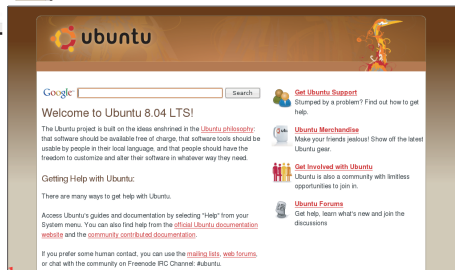 ubuntu
Google
Search
Welcome to Ubuntu 8.04 LTS!
The Ubuntu project is built on the ideas enshrined in the Ubuntu philosophy:
that software should be available free of charge, that software tools should be
usable by people in their local language, and that people should have the
freedom to customize and alter their software in whatever way they need.
Getting Help with Ubuntu:
There are many ways to get help with Ubuntu.
Access Ubuntu's guides and documentation by selecting "Help" from your
System menu. You can also find help from the official Ubuntu documentation
website and the community contributed documentation.
If you prefer some human contact, you can use the mailing lists, web forums,
or chat with the community on Freenode IRC Channel: #ubuntu.
Get Ubuntu Support
Stumped by a problem? Find out how to get
help.
Ubuntu Merchandise
Make your friends jealous! Show off the latest
Ubuntu gear.
Get Involved with Ubuntu
Ubuntu is also a community with limitless
opportunities to join in.
Ubuntu Forums
Get help, learn what's new and join the
discussions